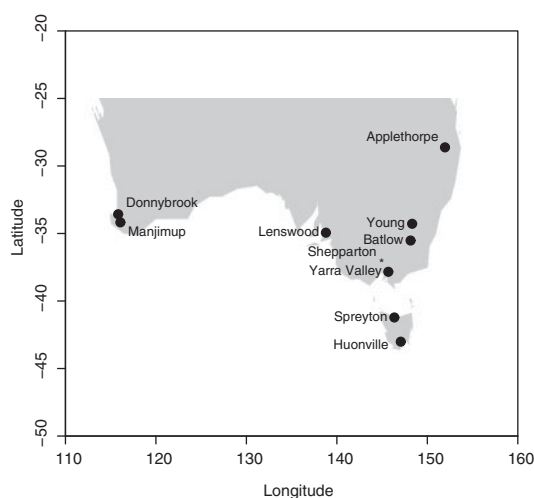 −20
−25
−30
−35
−40
−45
−50
Latitude
Applethorpe
Donnybrook
Manjimup
Lenswood
Young
Batlow
Shepparton
*
Yarra Valley
Spreyton
Huonville
110 120 130 140 150 160
Longitude